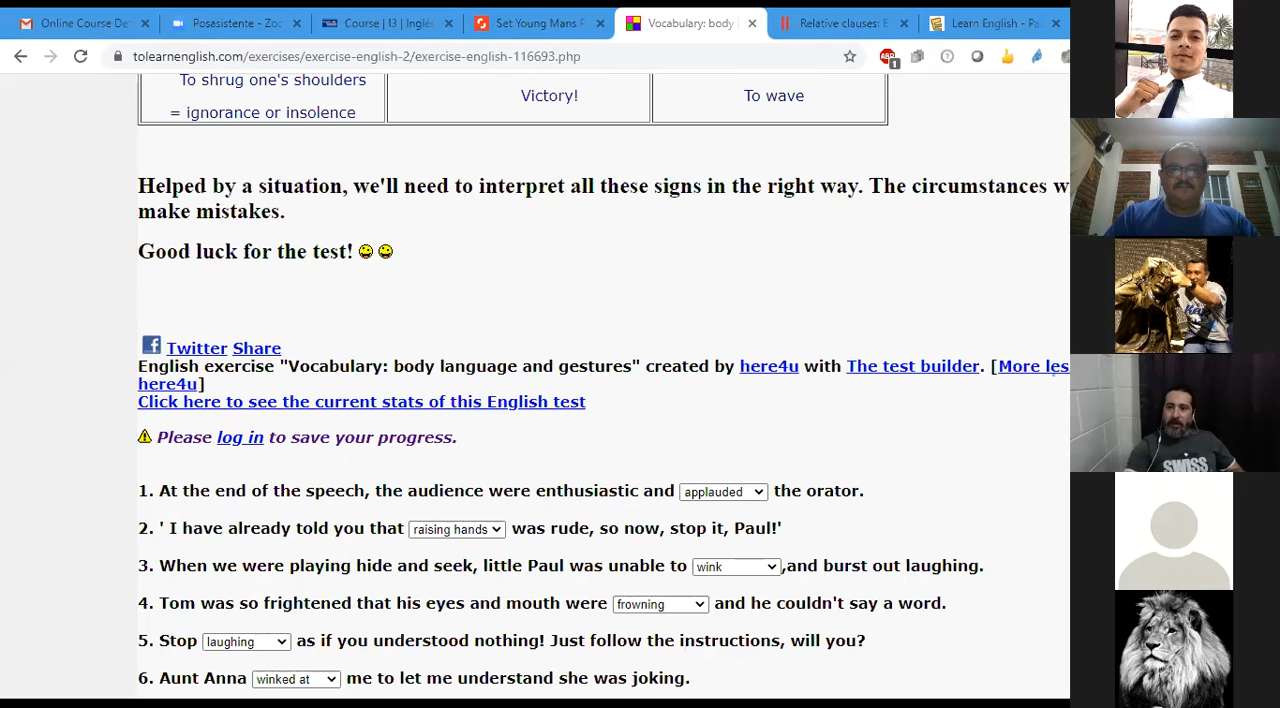 Online Course De
Posasistente - Zoo
Course | I3 | Inglés
Set Young Mans P
Vocabulary: body
Relative clauses: E
Learn English - Pa
tolearnenglish.com/exercises/exercise-english-2/exercise-english-116693.php
1
To shrug one's shoulders
= ignorance or insolence
Victory!
To wave
Helped by a situation, we'll need to interpret all these signs in the right way. The circumstances w
make mistakes.
Good luck for the test!
Twitter Share
English exercise "Vocabulary: body language and gestures" created by here4u with The test builder. [More les
here4u]
Click here to see the current stats of this English test
Please log in to save your progress.
1. At the end of the speech, the audience were enthusiastic and applauded the orator.
2. ' I have already told you that raising hands was rude, so now, stop it, Paul!'
3. When we were playing hide and seek, little Paul was unable to wink ,and burst out laughing.
4. Tom was so frightened that his eyes and mouth were frowning and he couldn't say a word.
5. Stop laughing as if you understood nothing! Just follow the instructions, will you?
6. Aunt Anna winked at me to let me understand she was joking.
SWISS